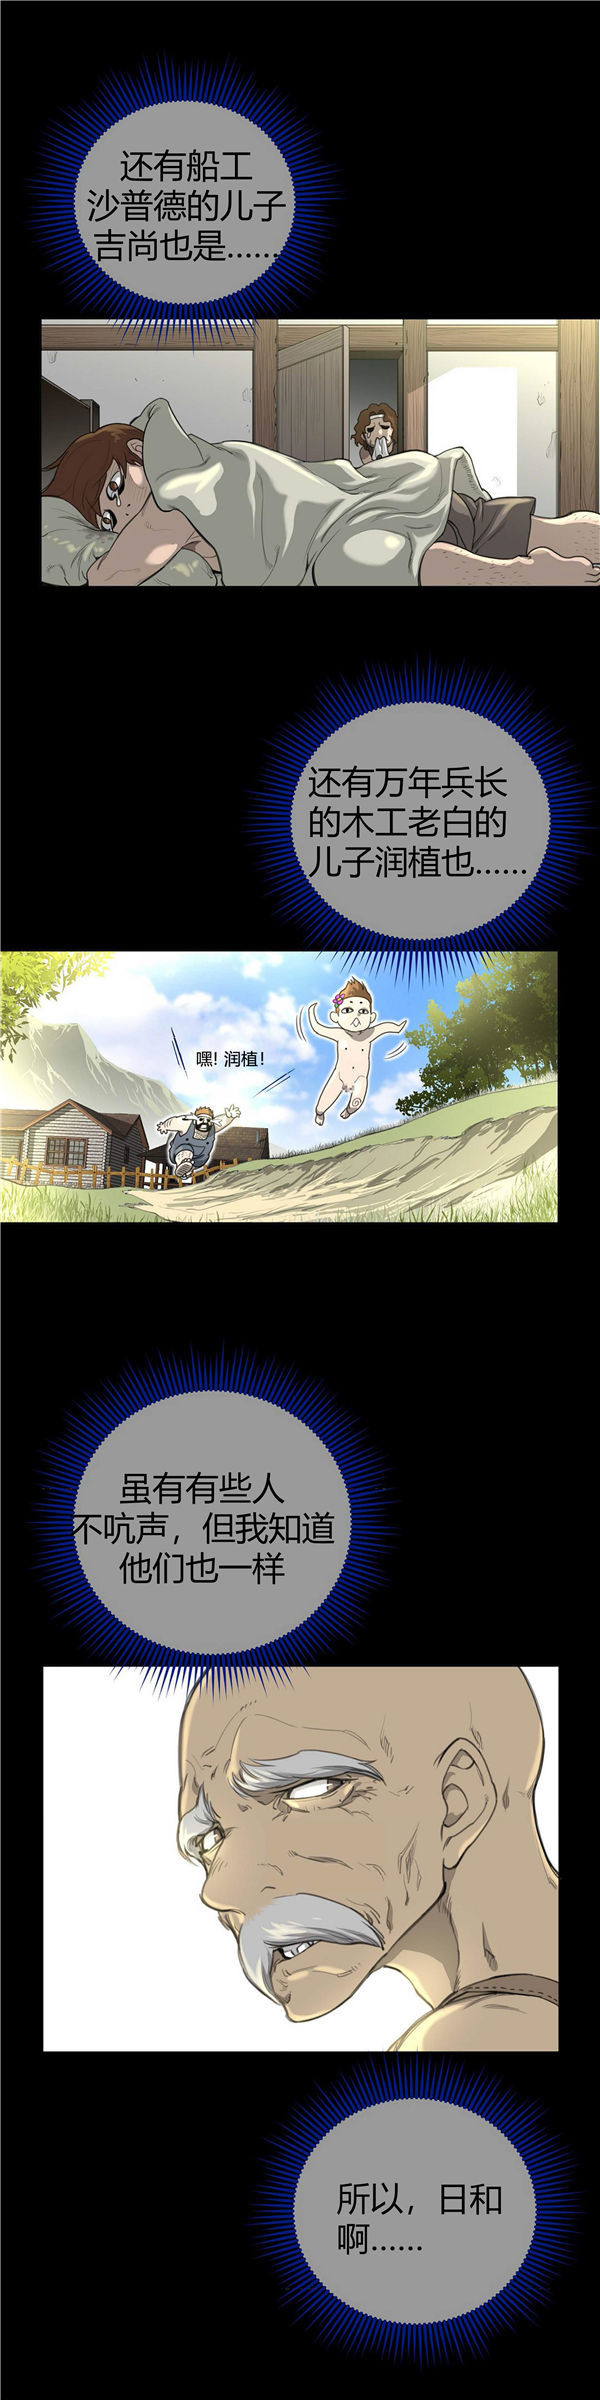 还有船工
沙普德的儿子
吉尚也是……
还有万年兵长
的木工老白的
儿子润植也……
嘿! 润植!
虽有有些人
不吭声，但我知道
他们也一样
所以，日和
啊……